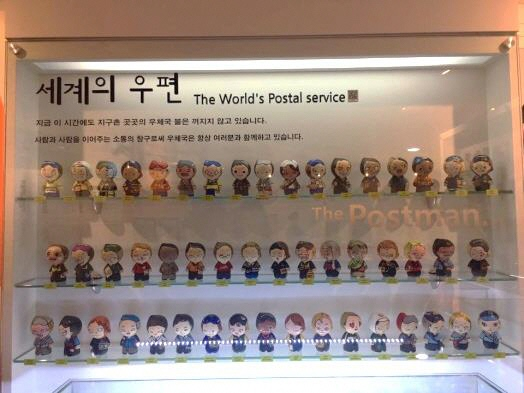 세계의 우편 The World's Postal service
지금 이 시간에도 지구촌 곳곳의 우체국 불은 꺼지지 않고 있습니다.
사람과 사람을 이어주는 소통의 창구로써 우체국은 항상 여러분과 함께하고 있습니다.
The Postman